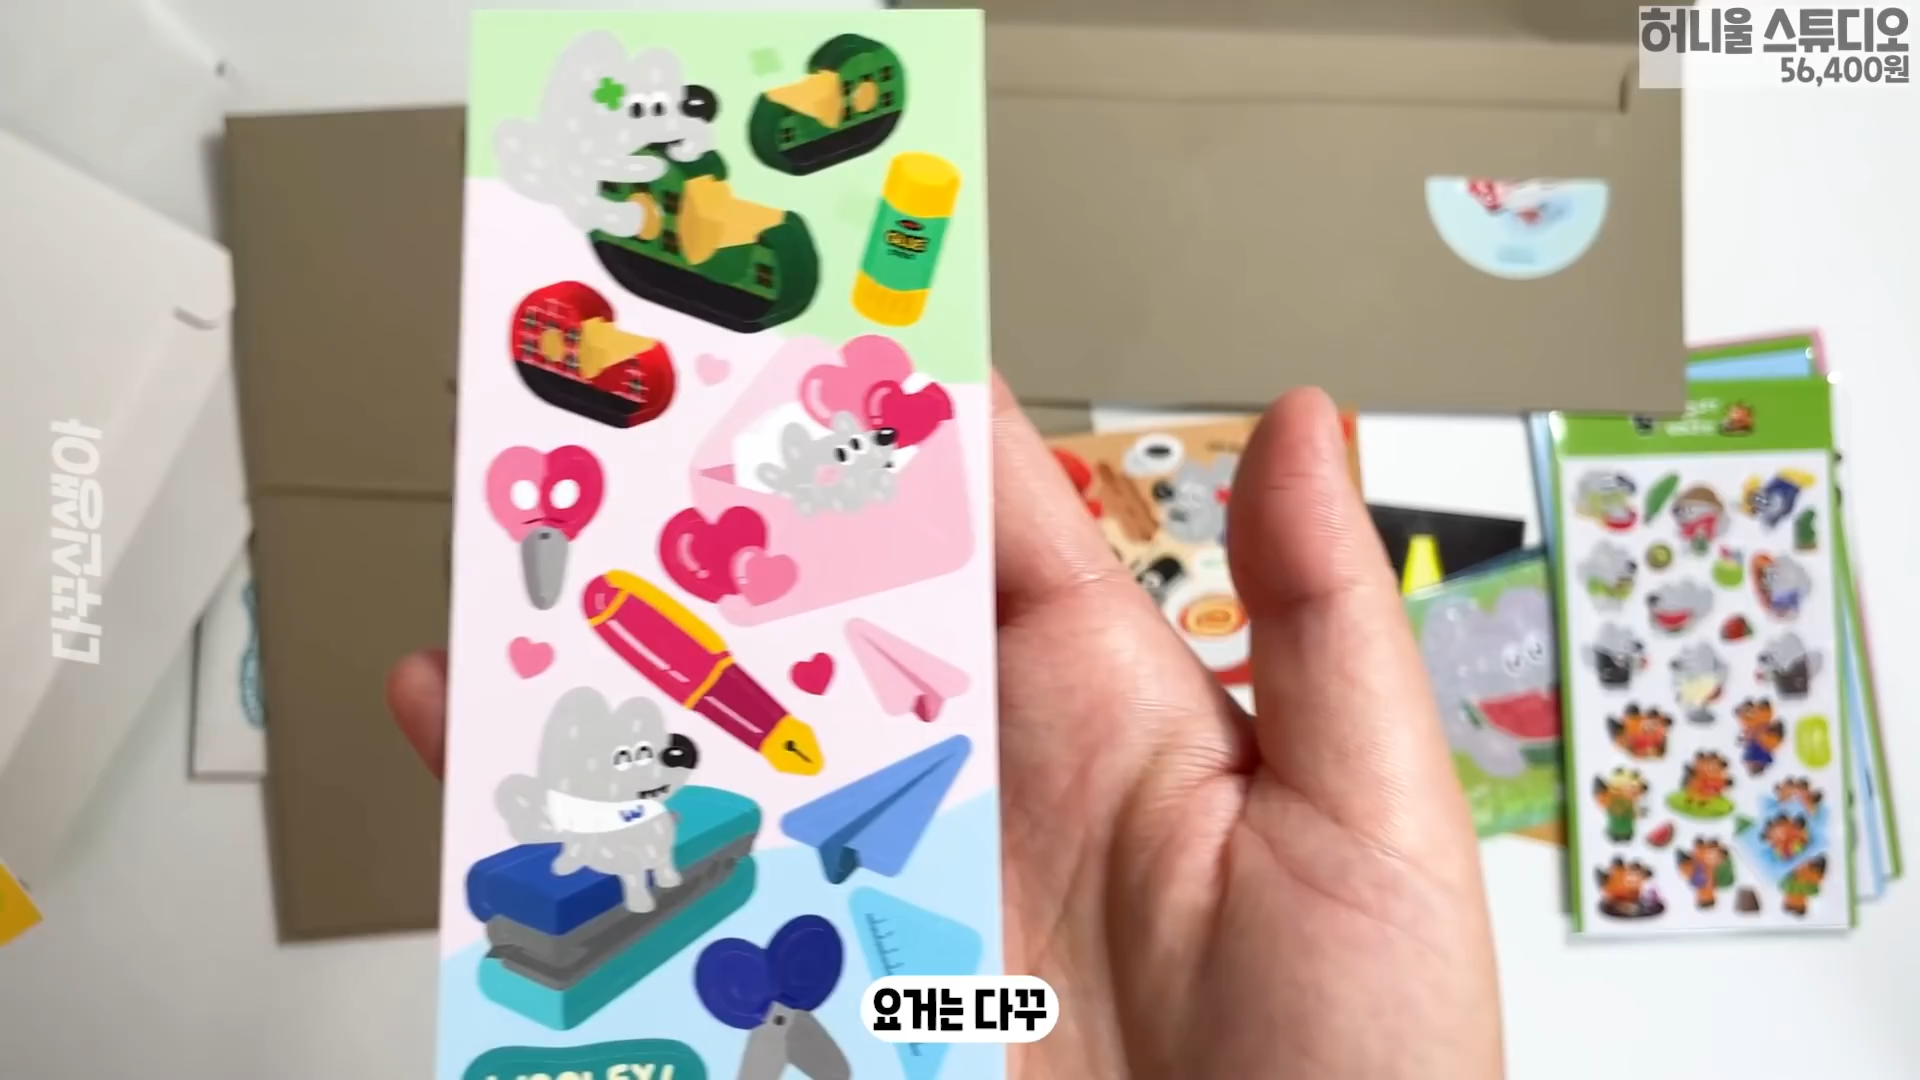 허니울 스튜디오
56,400원
다꾸신생아
GLUE
W
요거는 다꾸